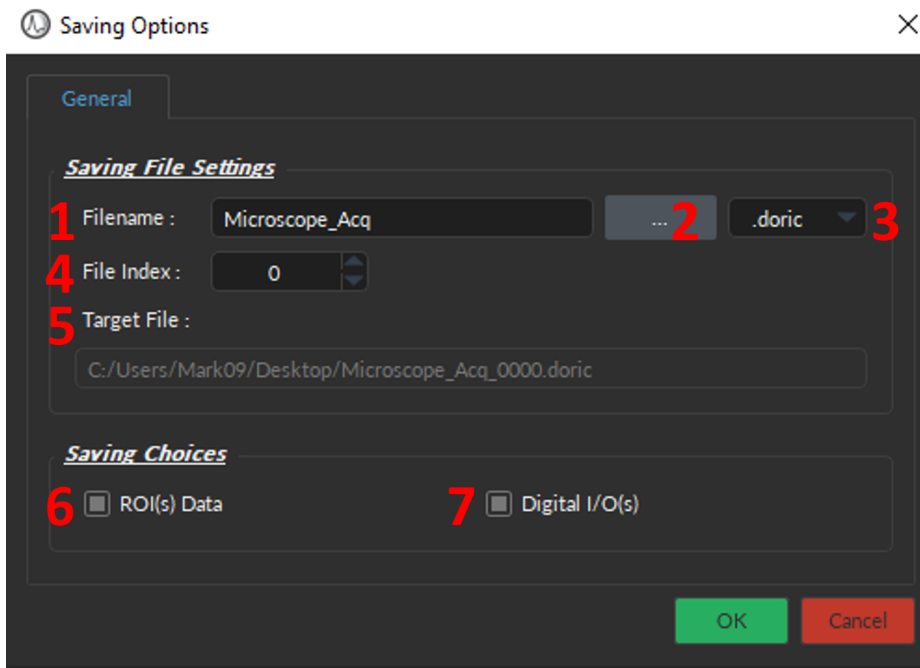 Saving Options
General
Saving File Settings
1 Filename : Microscope_Acq ... 2 .doric 3
4 File Index : 0
5 Target File :
C:/Users/Mark09/Desktop/Microscope_Acq_0000.doric
Saving Choices
6 ROI(s) Data 7 Digital I/O(s)
OK Cancel